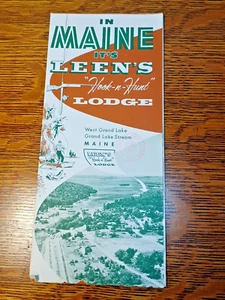 IN
MAINE
IT'S
LEEN'S
"Hook-n-Hunt"
LODGE
West Grand Lake
Grand Lake Stream
MAINE
LODGE